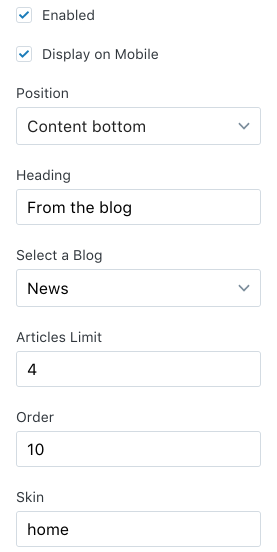 Enabled
Display on Mobile
Position
Content bottom
Heading
From the blog
Select a Blog
News
Articles Limit
4
Order
10
Skin
home